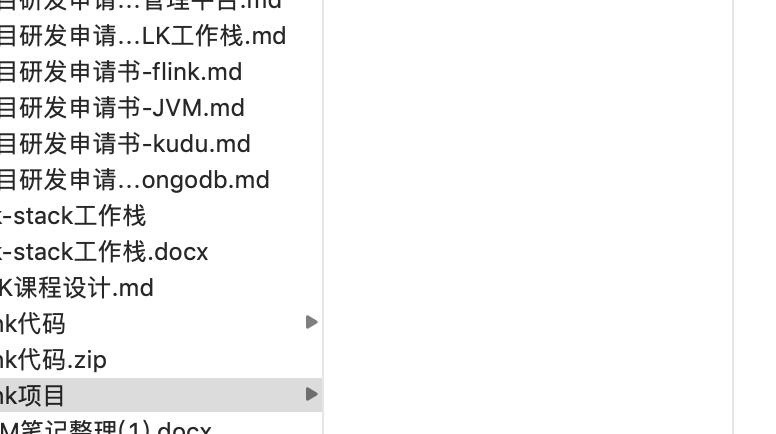 目研发申请…管理平台.md
目研发申请…LK工作栈.md
目研发申请书-flink.md
目研发申请书-JVM.md
目研发申请书-kudu.md
目研发申请…ongodb.md
k-stack工作栈
k-stack工作栈.docx
K课程设计.md
nk代码
nk代码.zip
nk项目
M笔记整理(1).docx